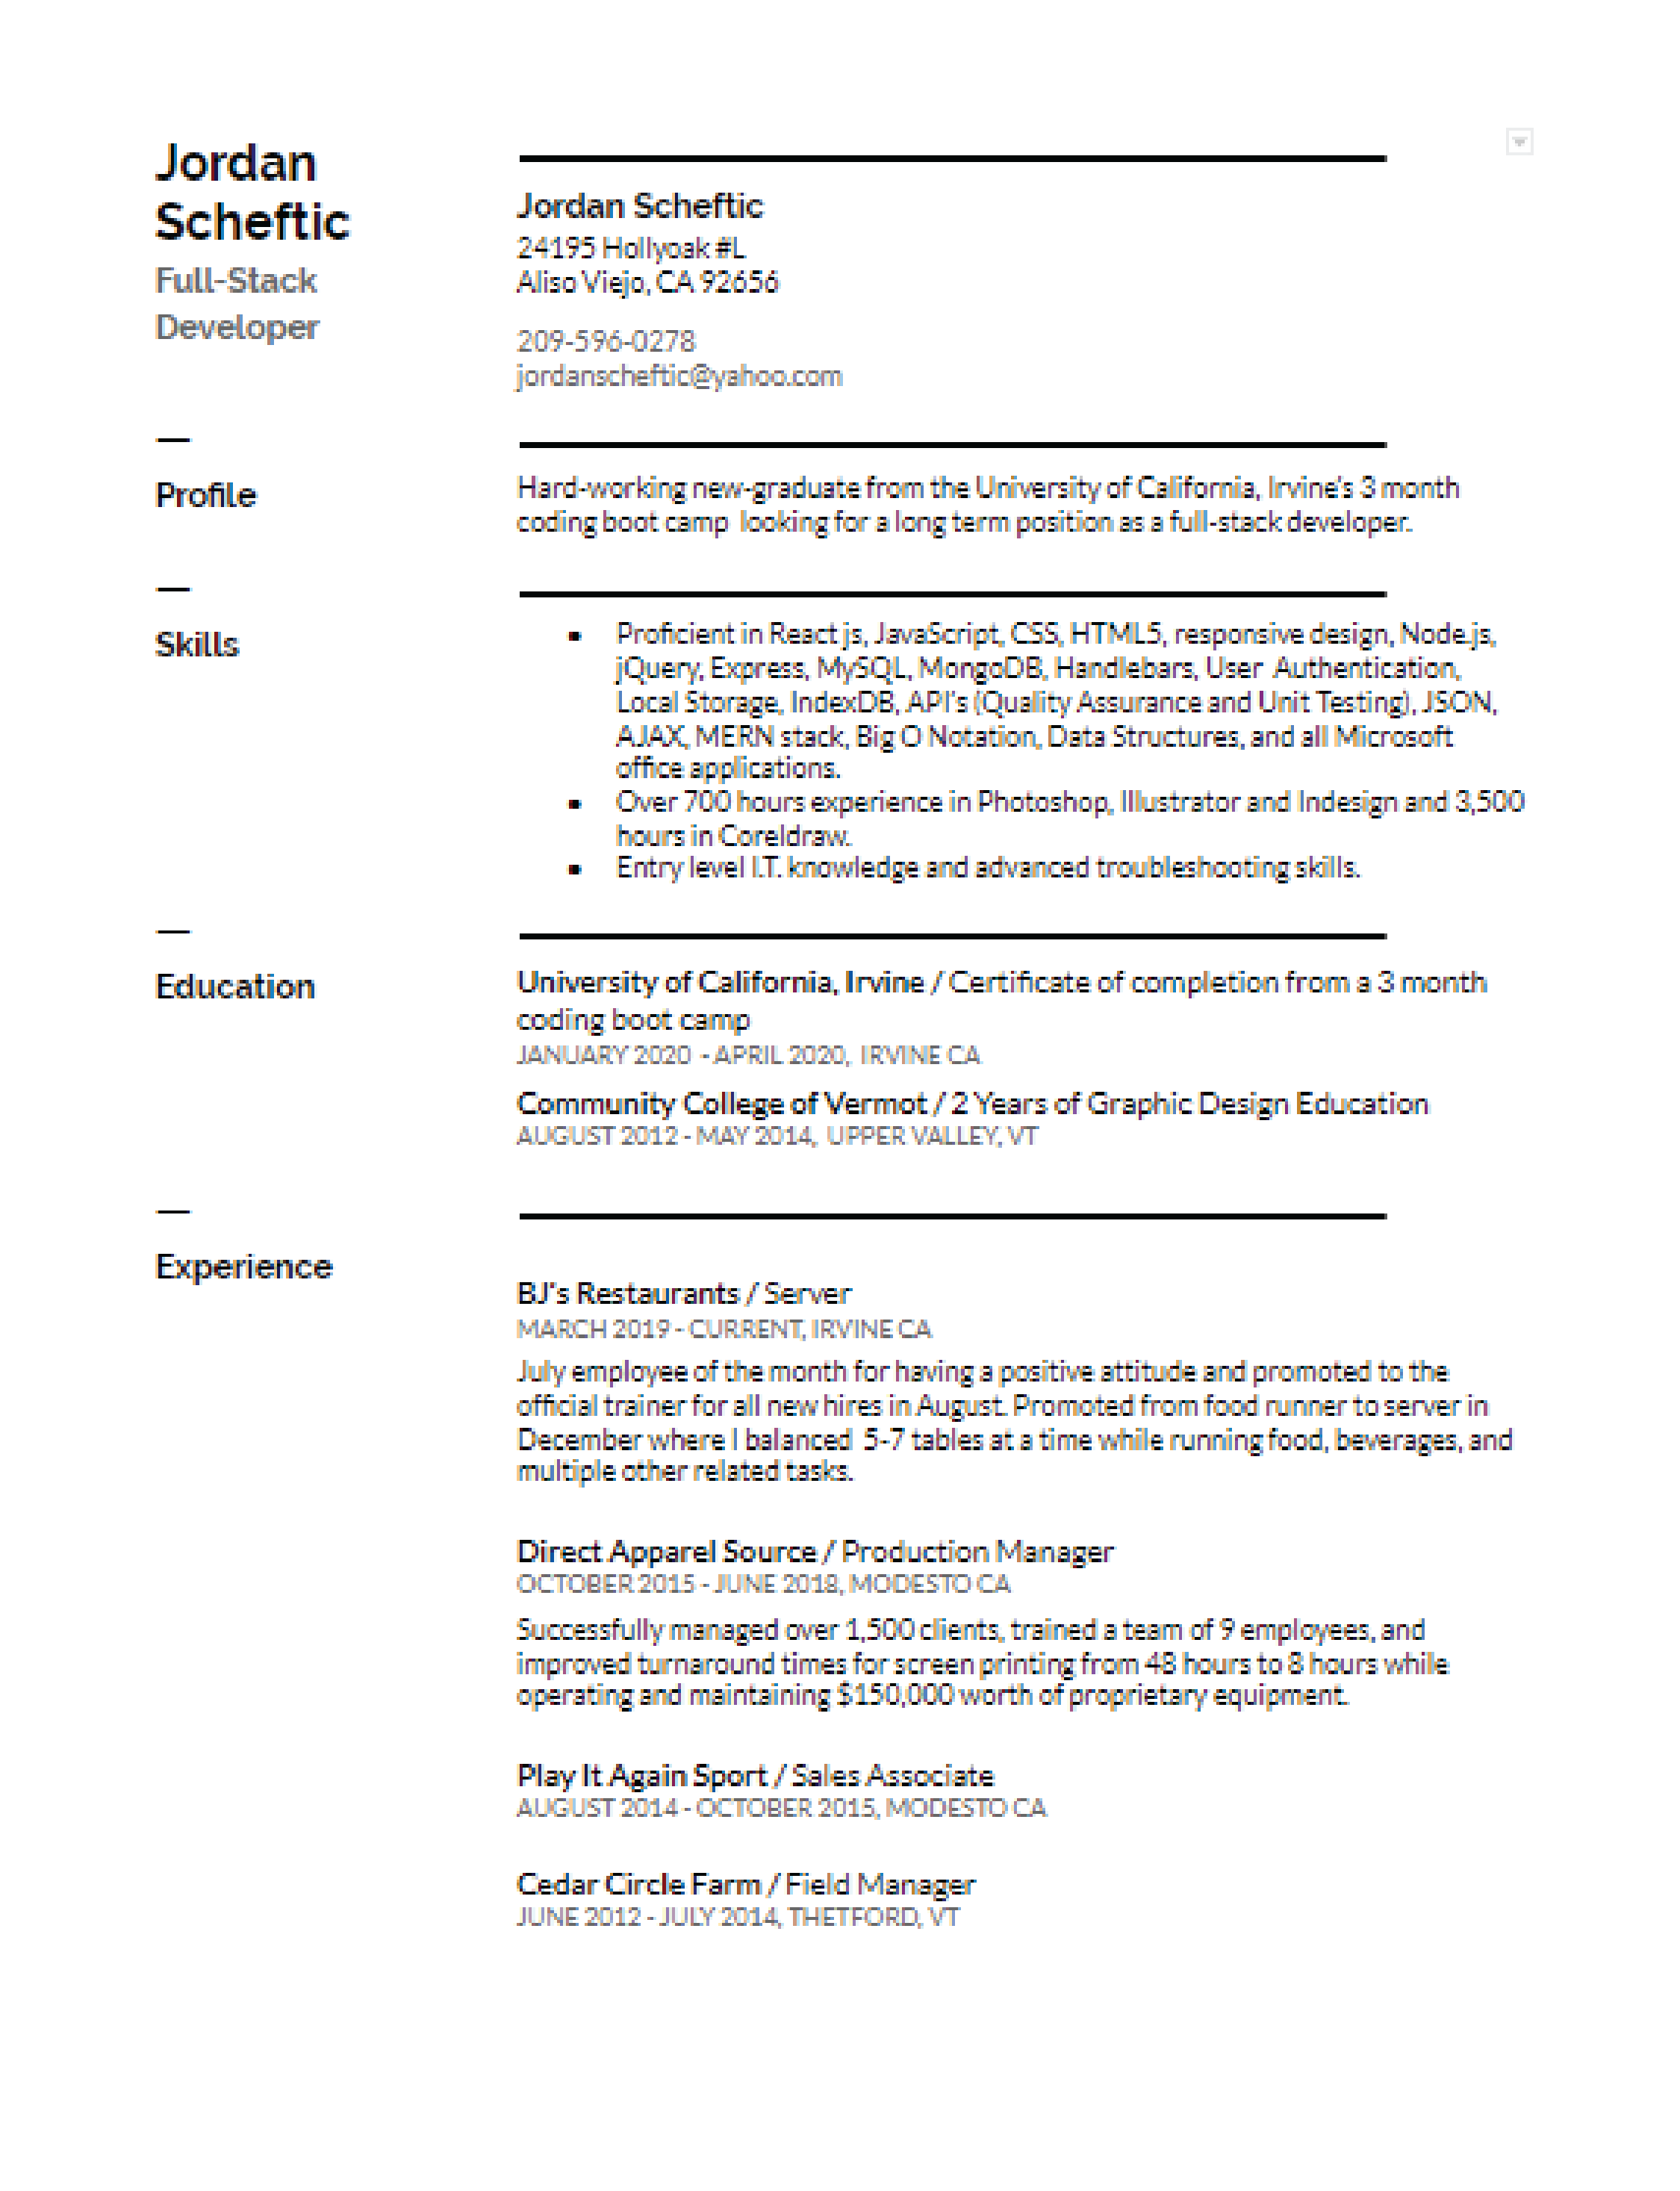 Jordan
Scheftic
Full-Stack
Developer
Jordan Scheftic
24195 Hollyoak #L
Aliso Viejo, CA 92656
209-596-0278
jordanscheftic@yahoo.com
—
Profile
Hard-working new-graduate from the University of California, Irvine's 3 month
coding boot camp looking for a long term position as a full-stack developer.
—
Skills
• Proficient in React js, JavaScript, CSS, HTML5, responsive design, Node.js,
jQuery, Express, MySQL, MongoDB, Handlebars, User Authentication,
Local Storage, IndexDB, API's (Quality Assurance and Unit Testing), JSON,
AJAX, MERN stack, Big O Notation, Data Structures, and all Microsoft
office applications.
• Over 700 hours experience in Photoshop, Illustrator and Indesign and 3,500
hours in Coreldraw.
• Entry level I.T. knowledge and advanced troubleshooting skills.
—
Education
University of California, Irvine / Certificate of completion from a 3 month
coding boot camp
JANUARY 2020 - APRIL 2020, IRVINE CA
Community College of Vermot / 2 Years of Graphic Design Education
AUGUST 2012 - MAY 2014, UPPER VALLEY, VT
—
Experience
BJ's Restaurants / Server
MARCH 2019 - CURRENT, IRVINE CA
July employee of the month for having a positive attitude and promoted to the
official trainer for all new hires in August. Promoted from food runner to server in
December where I balanced 5-7 tables at a time while running food, beverages, and
multiple other related tasks.
Direct Apparel Source / Production Manager
OCTOBER 2015 - JUNE 2018, MODESTO CA
Successfully managed over 1,500 clients, trained a team of 9 employees, and
improved turnaround times for screen printing from 48 hours to 8 hours while
operating and maintaining $150,000 worth of proprietary equipment.
Play It Again Sport / Sales Associate
AUGUST 2014 - OCTOBER 2015, MODESTO CA
Cedar Circle Farm / Field Manager
JUNE 2012 - JULY 2014, THETFORD, VT